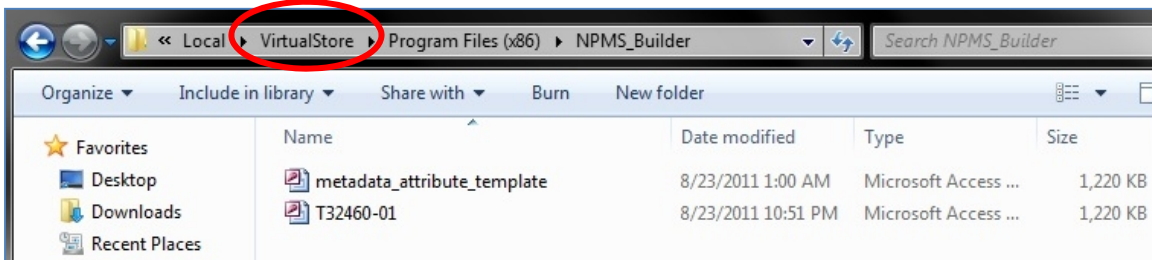 « Local ▸ VirtualStore ▸ Program Files (x86) ▸ NPMS_Builder Search NPMS_Builder
Organize Include in library Share with Burn New folder
Favorites Name Date modified Type Size
Desktop metadata_attribute_template 8/23/2011 1:00 AM Microsoft Access ... 1,220 KB
Downloads T32460-01 8/23/2011 10:51 PM Microsoft Access ... 1,220 KB
Recent Places